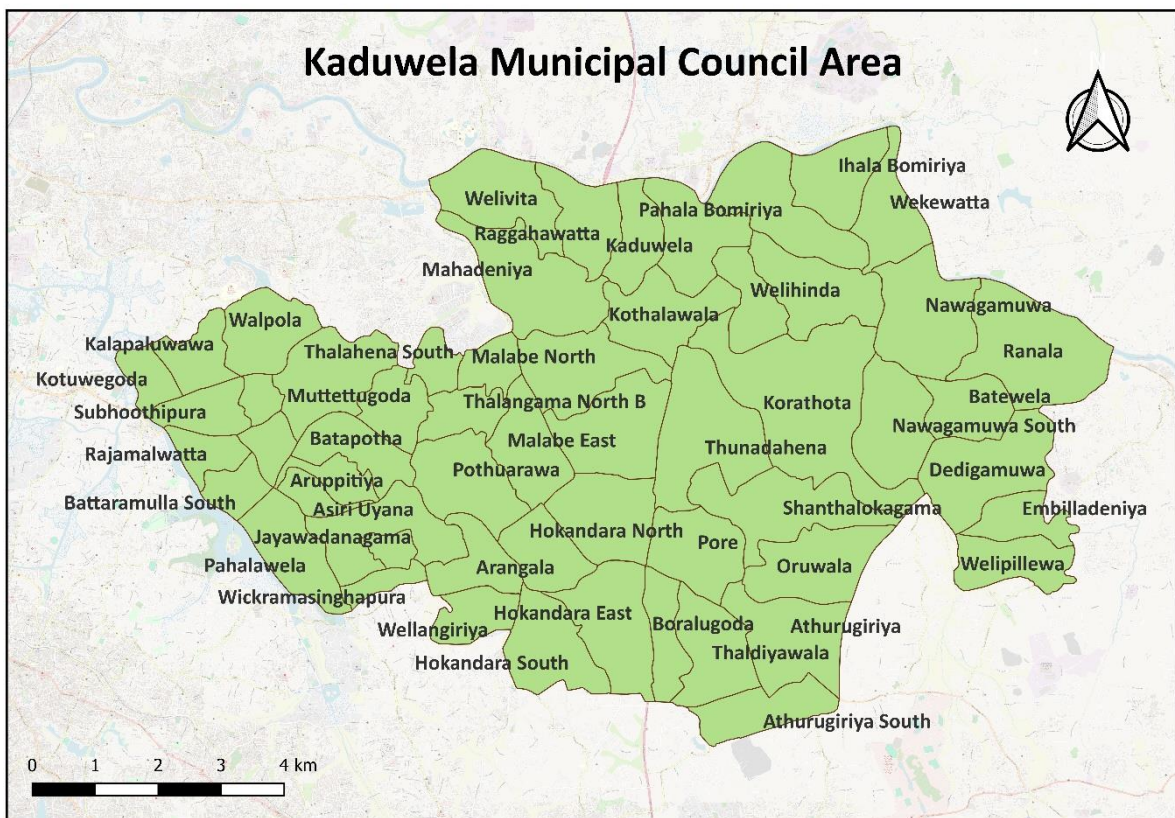 Kaduwela Municipal Council Area
N
Ihala Bomiriya
Welivita
Wekewatta
Pahala Bomiriya
Raggahawatta
Kaduwela
Mahadeniya
Welihinda
Nawagamuwa
Kothalawala
Walpola
Kalapaluwawa
Thalahena South
Malabe North
Ranala
Kotuwegoda
Muttettugoda
Batewela
Thalangama North B
Korathota
Subhoothipura
Nawagamuwa South
Batapotha
Malabe East
Thunadahena
Rajamalwatta
Pothuarawa
Dedigamuwa
Aruppitiya
Battaramulla South
Asiri Uyana
Shanthalokagama
Embilladeniya
Jayawadanagama
Hokandara North
Pore
Pahalawela
Arangala
Oruwala
Welipillewa
Wickramasinghapura
Hokandara East
Boralugoda
Athurugiriya
Wellangiriya
Thaldiyawala
Hokandara South
Athurugiriya South
0 1 2 3 4 km